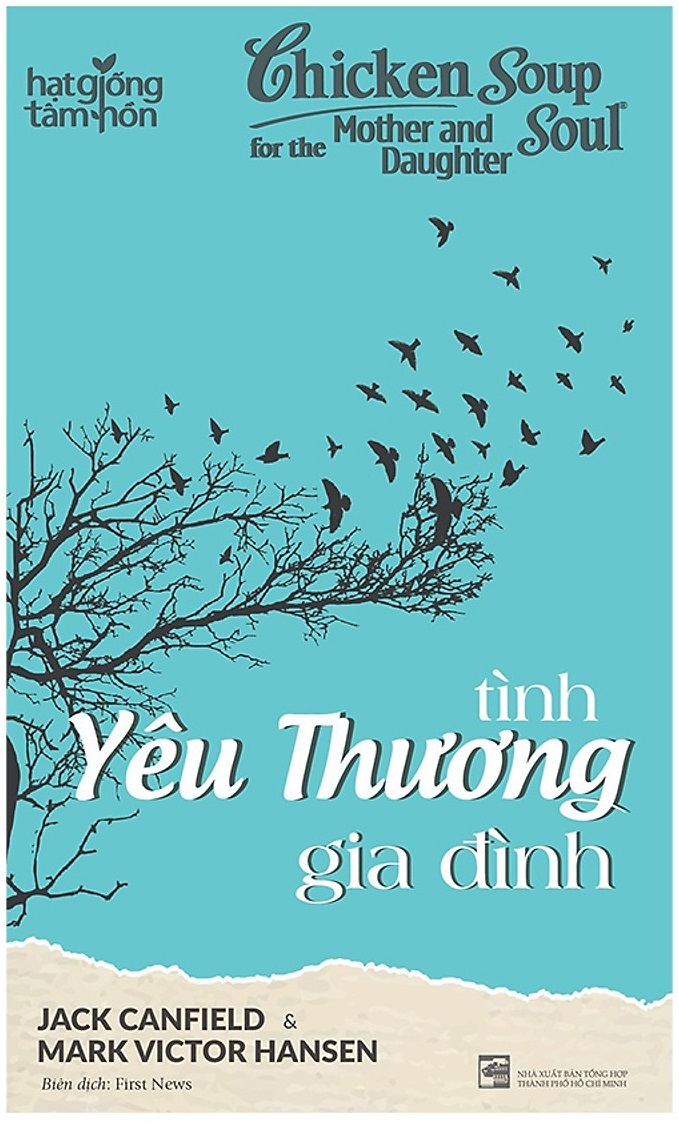 hạt giống
tâm hồn
Chicken Soup
for the Mother and Soul®
Daughter
tình
Yêu Thương
gia đình
JACK CANFIELD &
MARK VICTOR HANSEN
Biên dịch: First News
NHÀ XUẤT BẢN TỔNG HỢP
THÀNH PHỐ HỒ CHÍ MINH